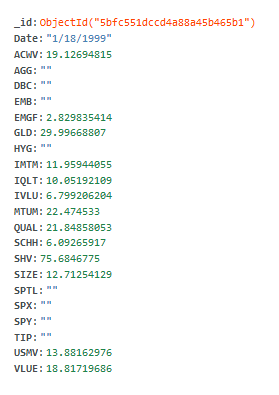 _id: ObjectId("5bfc551dccd4a88a45b465b1")
Date: "1/18/1999"
ACWV: 19.12694815
AGG: ""
DBC: ""
EMB: ""
EMGF: 2.829835414
GLD: 29.99668807
HYG: ""
IMTM: 11.95944055
IQLT: 10.05192109
IVLU: 6.799206204
MTUM: 22.474533
QUAL: 21.84858053
SCHH: 6.09265917
SHV: 75.6846775
SIZE: 12.71254129
SPTL: ""
SPX: ""
SPY: ""
TIP: ""
USMV: 13.88162976
VLUE: 18.81719686